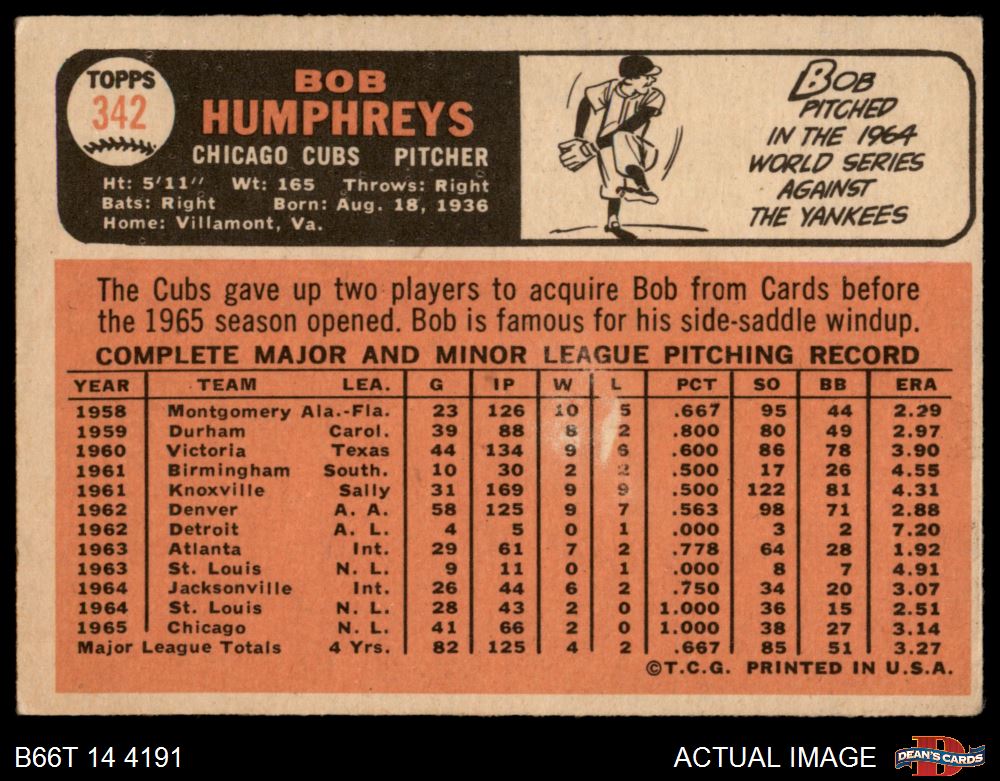 TOPPS
342
BOB
HUMPHREYS
CHICAGO CUBS PITCHER
Ht: 5'11" Wt: 165 Throws: Right
Bats: Right Born: Aug. 18, 1936
Home: Villamont, Va.
BOB
PITCHED
IN THE 1964
WORLD SERIES
AGAINST
THE YANKEES
The Cubs gave up two players to acquire Bob from Cards before
the 1965 season opened. Bob is famous for his side-saddle windup.
COMPLETE MAJOR AND MINOR LEAGUE PITCHING RECORD
YEAR TEAM LEA. G IP W L PCT SO BB ERA
1958 Montgomery Ala.-Fla. 23 126 10 5 .667 95 44 2.29
1959 Durham Carol. 39 88 8 2 .800 80 49 2.97
1960 Victoria Texas 44 134 9 6 .600 86 78 3.90
1961 Birmingham South. 10 30 2 2 .500 17 26 4.55
1961 Knoxville Sally 31 169 9 9 .500 122 81 4.31
1962 Denver A. A. 58 125 9 7 .563 98 71 2.88
1962 Detroit A. L. 4 5 0 1 .000 3 2 7.20
1963 Atlanta Int. 29 61 7 2 .778 64 28 1.92
1963 St. Louis N. L. 9 11 0 1 .000 8 7 4.91
1964 Jacksonville Int. 26 44 6 2 .750 34 20 3.07
1964 St. Louis N. L. 28 43 2 0 1.000 36 15 2.51
1965 Chicago N. L. 41 66 2 0 1.000 38 27 3.14
Major League Totals 4 Yrs. 82 125 4 2 .667 85 51 3.27
©T.C.G. PRINTED IN U.S.A.
B66T 14 4191
ACTUAL IMAGE
DEAN'S CARDS